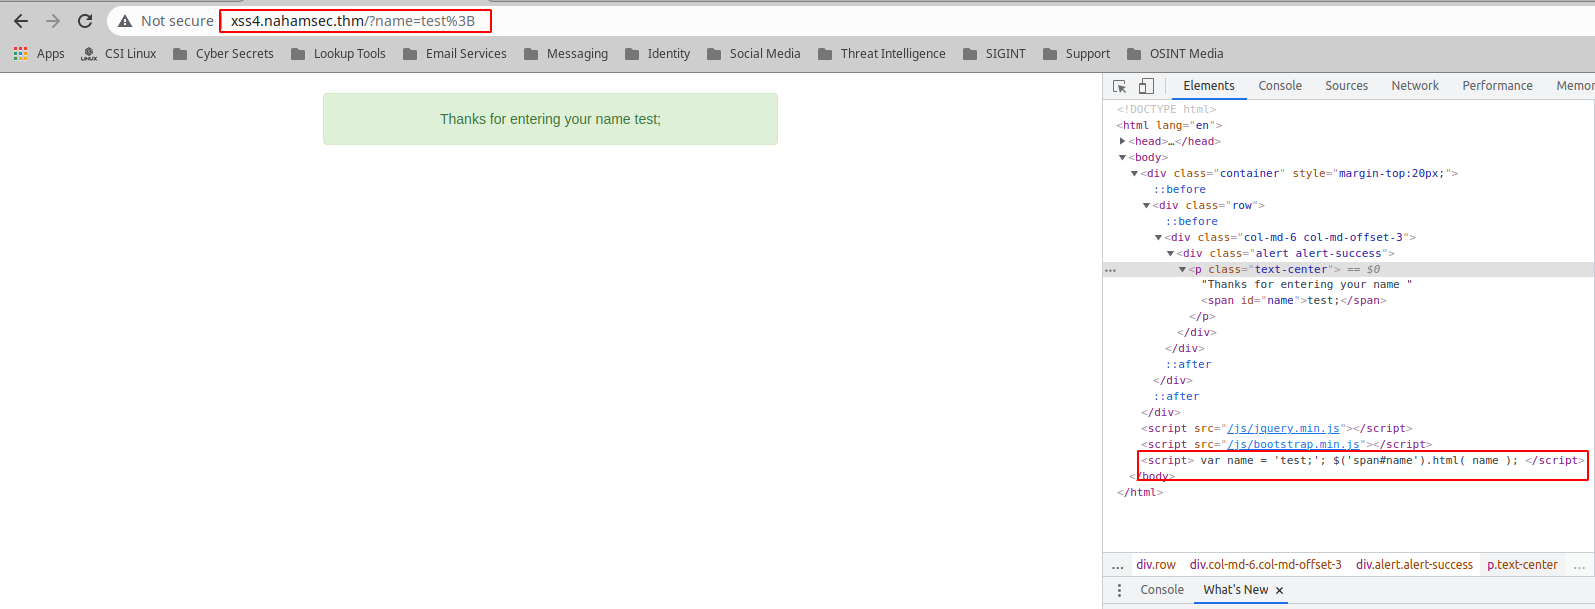 Not secure xss4.nahamsec.thm/?name=test%3B
Apps CSI Linux Cyber Secrets Lookup Tools Email Services Messaging Identity Social Media Threat Intelligence SIGINT Support OSINT Media
Thanks for entering your name test;
Elements Console Sources Network Performance Memor
<!DOCTYPE html>
<html lang="en">
<head>…</head>
<body>
<div class="container" style="margin-top:20px;">
::before
<div class="row">
::before
<div class="col-md-6 col-md-offset-3">
<div class="alert alert-success">
… <p class="text-center"> == $0
"Thanks for entering your name "
<span id="name">test;</span>
</p>
</div>
</div>
::after
</div>
::after
</div>
<script src="/js/jquery.min.js"></script>
<script src="/js/bootstrap.min.js"></script>
<script> var name = 'test;'; $('span#name').html( name ); </script>
</body>
</html>
… div.row div.col-md-6.col-md-offset-3 div.alert.alert-success p.text-center …
Console What's New ×